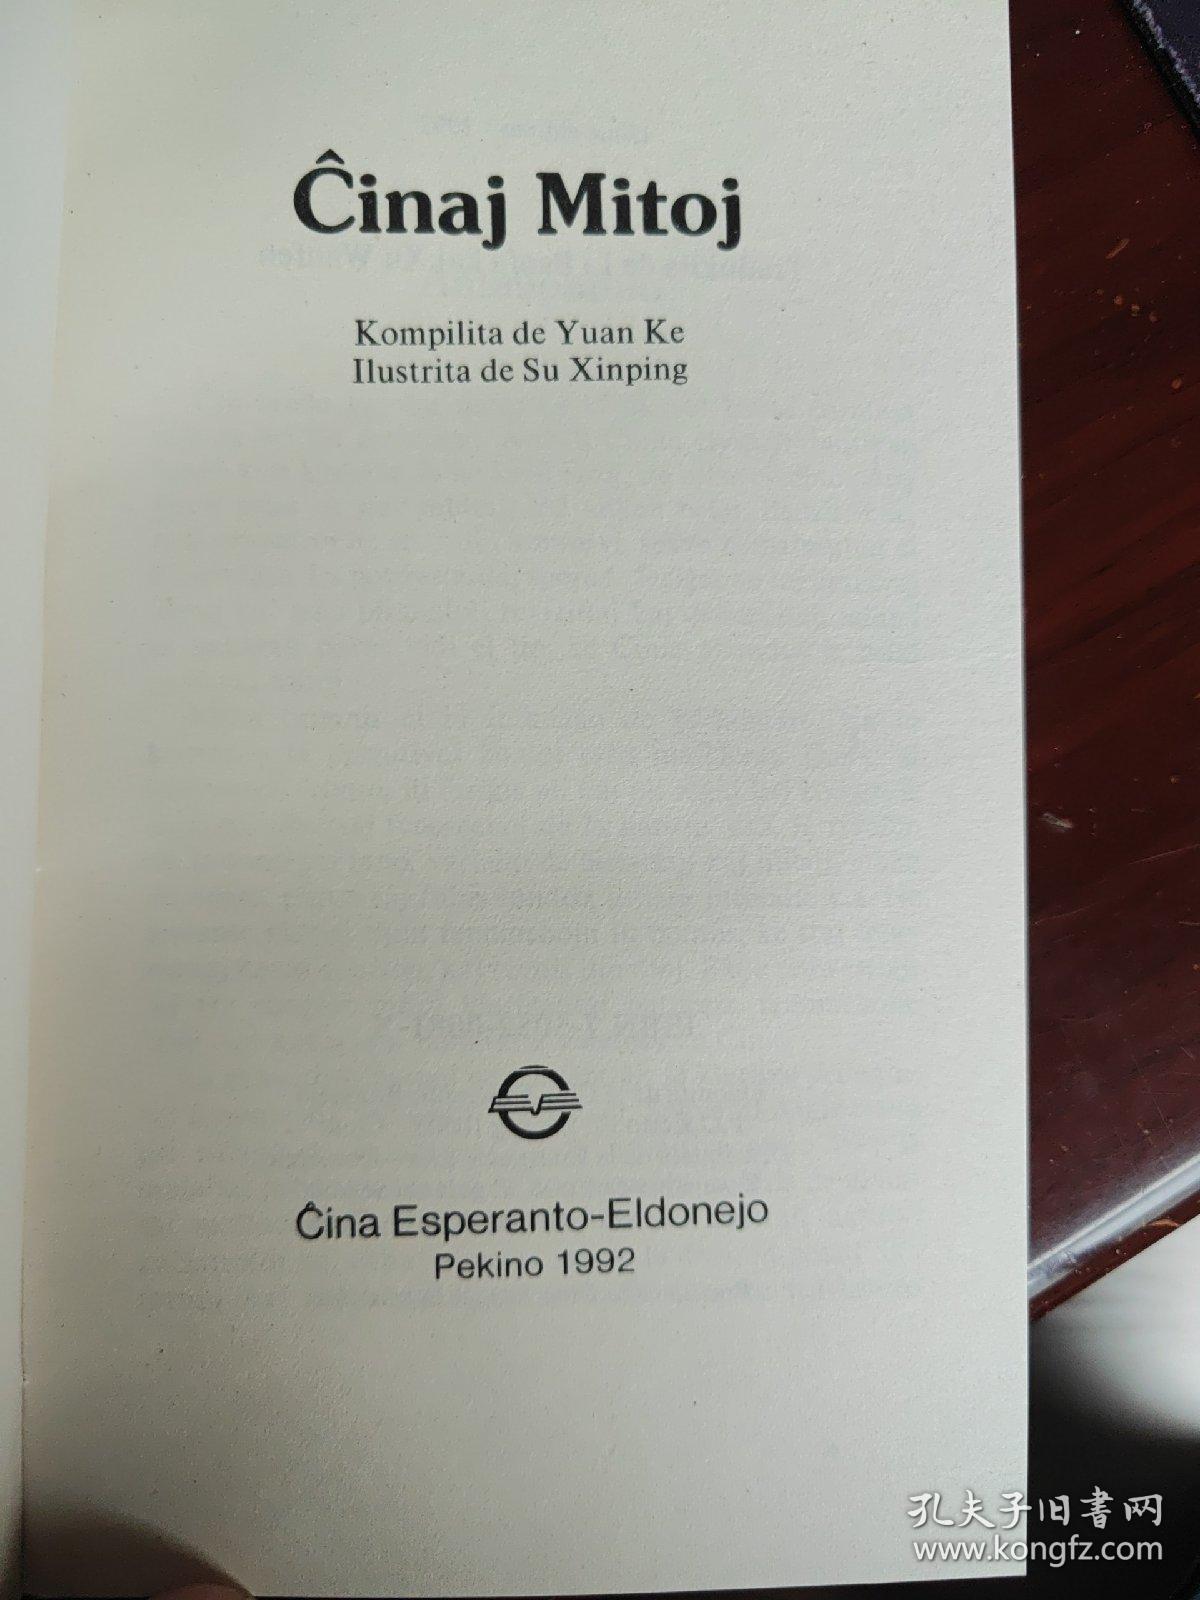 Ĉinaj Mitoj
Kompilita de Yuan Ke
Ilustrita de Su Xinping
Ĉina Esperanto-Eldonejo
Pekino 1992
孔夫子旧书网
www.kongfz.com